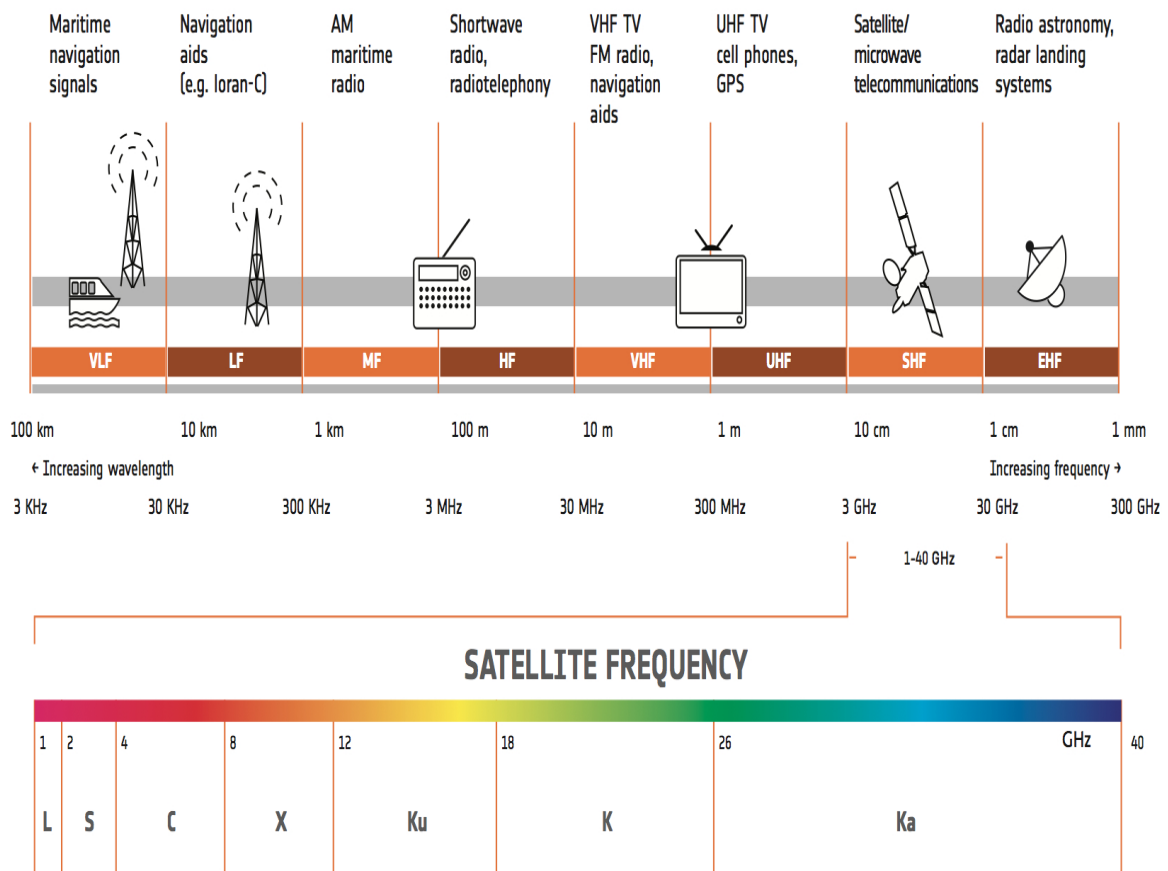 Maritime
navigation
signals
Navigation
aids
(e.g. loran-C)
AM
maritime
radio
Shortwave
radio,
radiotelephony
VHF TV
FM radio,
navigation
aids
UHF TV
cell phones,
GPS
Satellite/
microwave
telecommunications
Radio astronomy,
radar landing
systems
VLF LF MF HF VHF UHF SHF EHF
100 km 10 km 1 km 100 m 10 m 1 m 10 cm 1 cm 1 mm
← Increasing wavelength Increasing frequency →
3 KHz 30 KHz 300 KHz 3 MHz 30 MHz 300 MHz 3 GHz 30 GHz 300 GHz
1-40 GHz
SATELLITE FREQUENCY
1 2 4 8 12 18 26 GHz 40
L S C X Ku K Ka